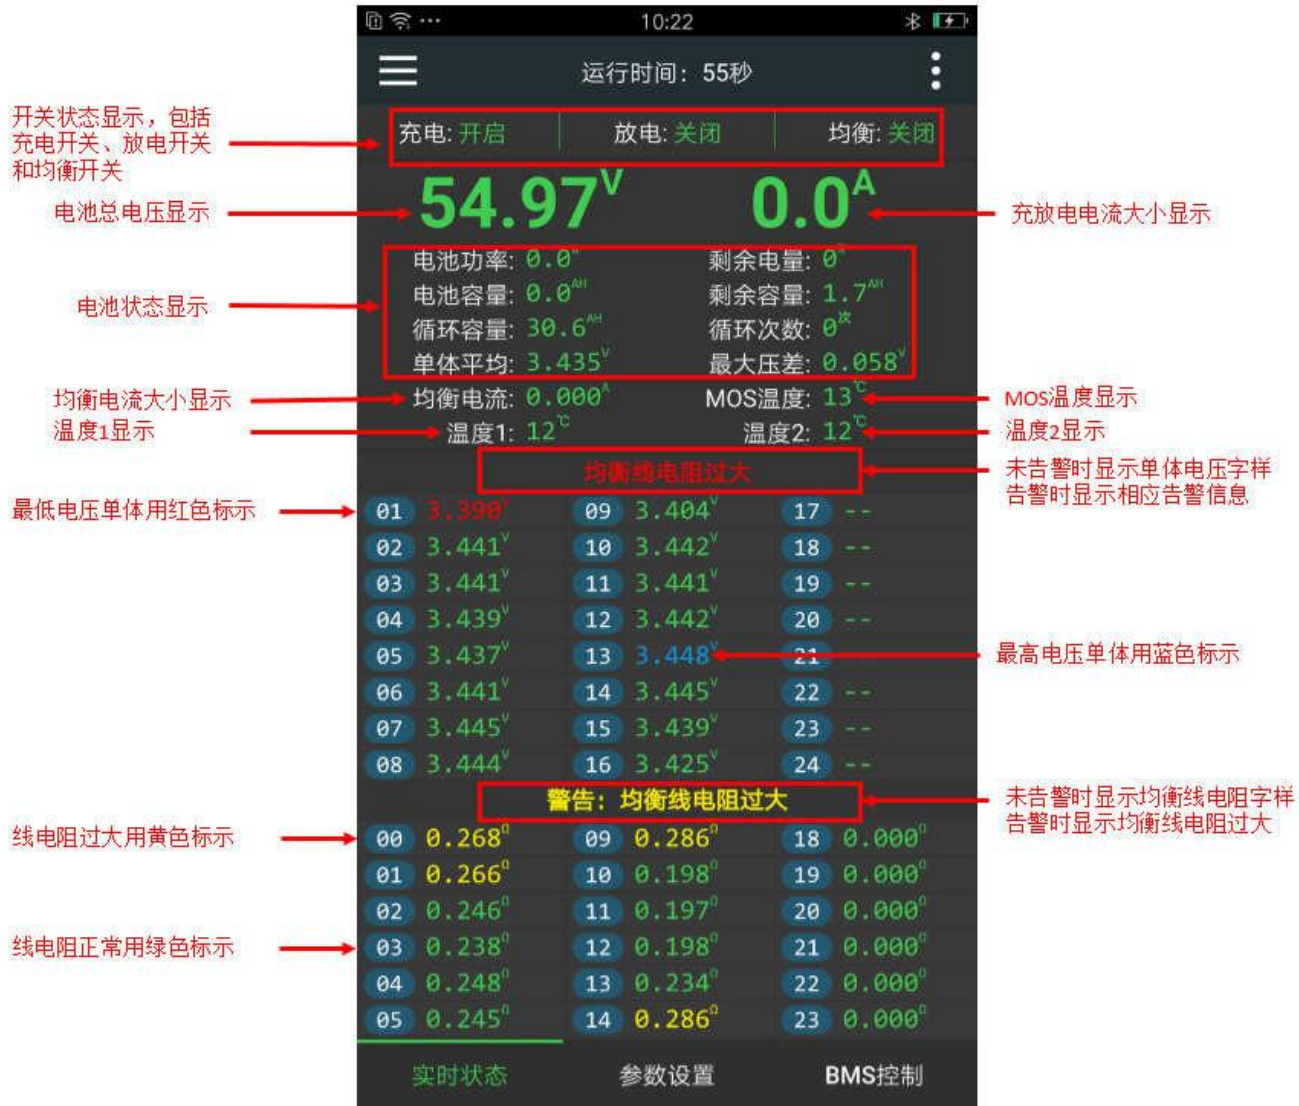 10:22
运行时间：55秒
开关状态显示，包括
充电开关、放电开关
和均衡开关
充电: 开启
放电: 关闭
均衡: 关闭
电池总电压显示
54.97V
0.0A
充放电电流大小显示
电池状态显示
电池功率: 0.0W
剩余电量: 0%
电池容量: 0.0AH
剩余容量: 1.7AH
循环容量: 30.6AH
循环次数: 0次
单体平均: 3.435V
最大压差: 0.058V
均衡电流大小显示
均衡电流: 0.000A
MOS温度: 13℃
MOS温度显示
温度1显示
温度1: 12℃
温度2: 12℃
温度2显示
均衡线电阻过大
未告警时显示单体电压字样
告警时显示相应告警信息
最低电压单体用红色标示
01 3.390V 09 3.404V 17 --
02 3.441V 10 3.442V 18 --
03 3.441V 11 3.441V 19 --
04 3.439V 12 3.442V 20 --
05 3.437V 13 3.448V 21
最高电压单体用蓝色标示
06 3.441V 14 3.445V 22 --
07 3.445V 15 3.439V 23 --
08 3.444V 16 3.425V 24 --
警告：均衡线电阻过大
未告警时显示均衡线电阻字样
告警时显示均衡线电阻过大
线电阻过大用黄色标示
00 0.268Ω 09 0.286Ω 18 0.000Ω
01 0.266Ω 10 0.198Ω 19 0.000Ω
02 0.246Ω 11 0.197Ω 20 0.000Ω
线电阻正常用绿色标示
03 0.238Ω 12 0.198Ω 21 0.000Ω
04 0.248Ω 13 0.234Ω 22 0.000Ω
05 0.245Ω 14 0.286Ω 23 0.000Ω
实时状态
参数设置
BMS控制